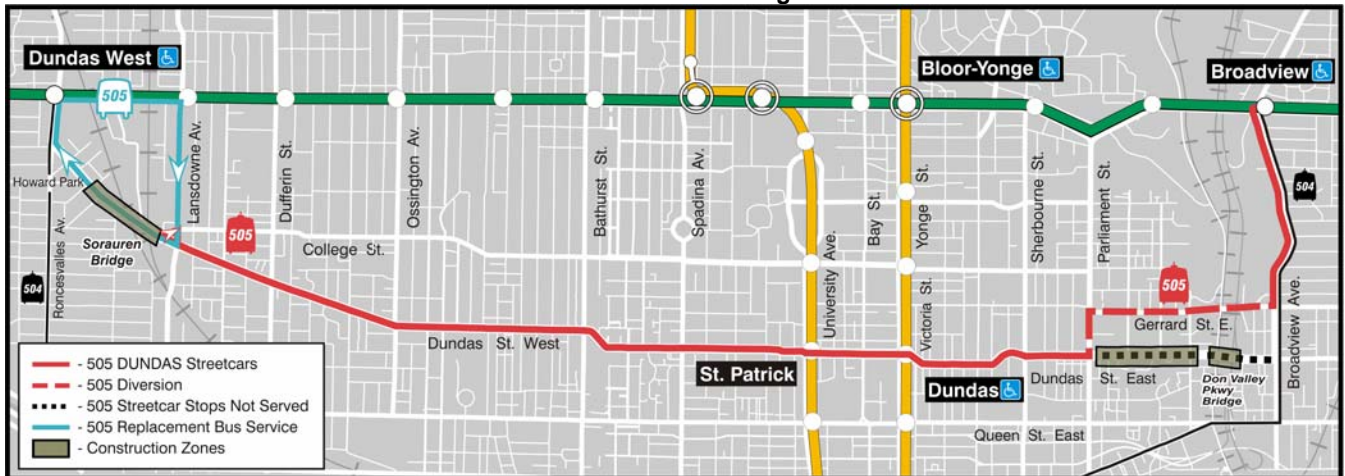 Dundas West
505
Bloor-Yonge
Broadview
Howard Park
Sorauren
Bridge
Roncesvalles Av.
504
Lansdowne Av.
505
Dufferin St.
College St.
Ossington Av.
Bathurst St.
Spadina Av.
University Ave.
Bay St.
Yonge St.
Victoria St.
Sherbourne St.
Parliament St.
504
505
Gerrard St. E.
Broadview Ave.
Dundas St. West
St. Patrick
Dundas
Dundas St. East
Don Valley
Pkwy
Bridge
Queen St. East
- 505 DUNDAS Streetcars
- 505 Diversion
- 505 Streetcar Stops Not Served
- 505 Replacement Bus Service
- Construction Zones